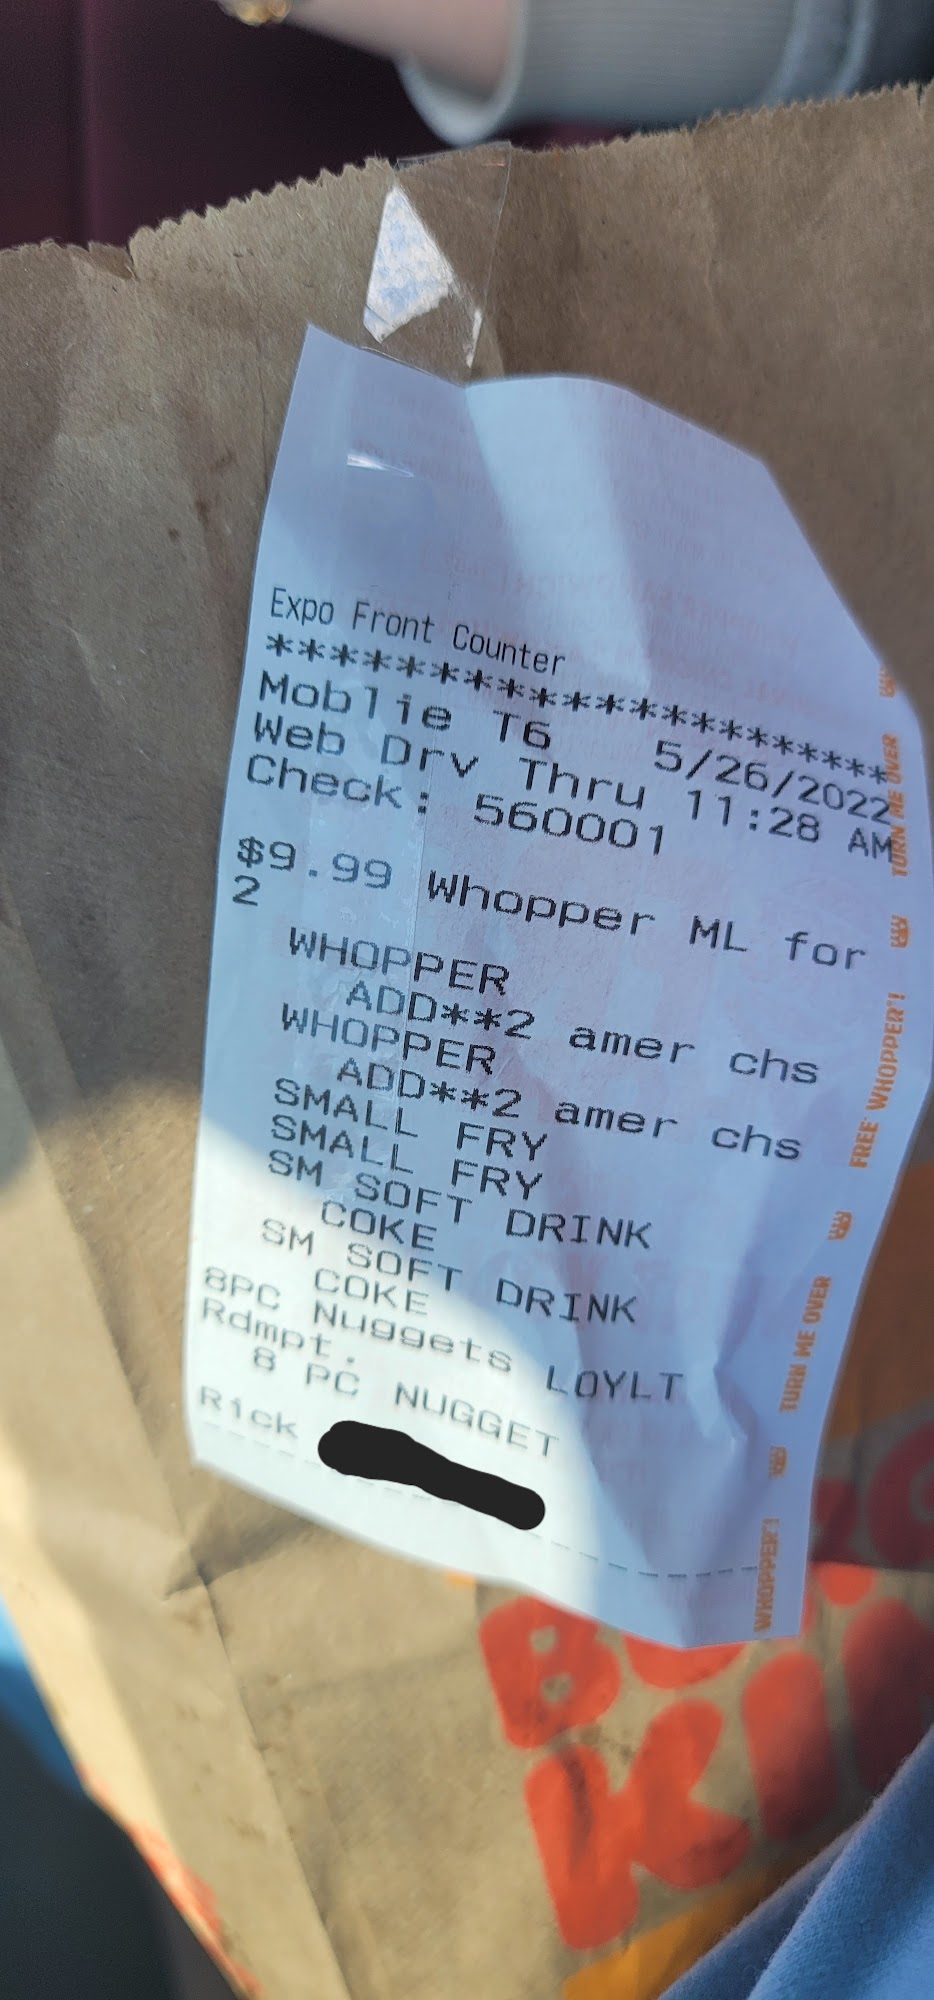 Expo Front Counter
**********************
Moblie T6 5/26/2022
Web Drv Thru 11:28 AM
Check: 560001
$9.99 Whopper ML for
2
WHOPPER
ADD**2 amer chs
WHOPPER
ADD**2 amer chs
SMALL FRY
SMALL FRY
SM SOFT DRINK
COKE
SM SOFT DRINK
COKE
8PC Nuggets LOYLT
Rdmpt.
8 PC NUGGET
Rick
TURN ME OVER
FREE WHOPPER!
TURN ME OVER
WHOPPER!